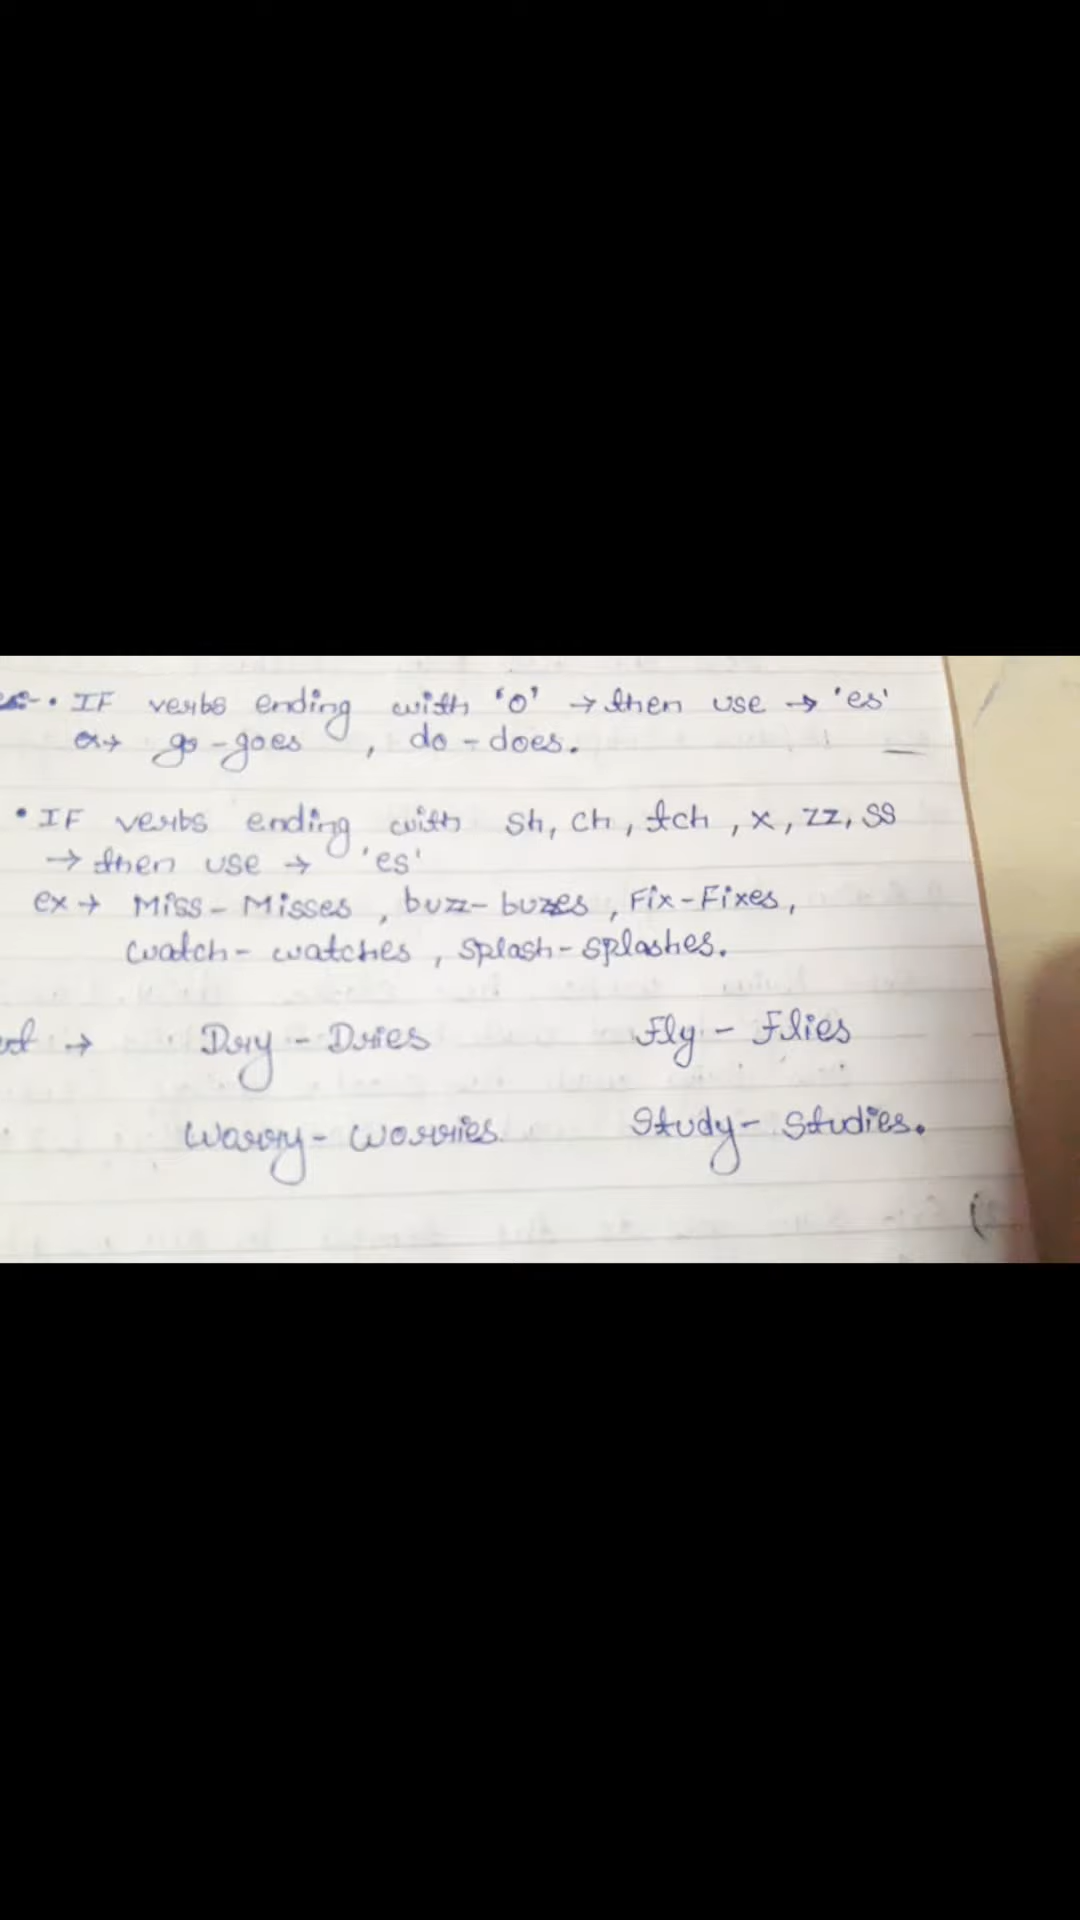 • IF verbs ending with 'o' → then use → 'es'
ex → go - goes , do - does.
• IF verbs ending with sh, ch, tch, x, zz, ss
→ then use → 'es'
ex → Miss - Misses , buzz - buzzes , Fix - Fixes ,
watch - watches , splash - splashes.
→ Dry - Dries Fly - Flies
Worry - Worries Study - Studies.